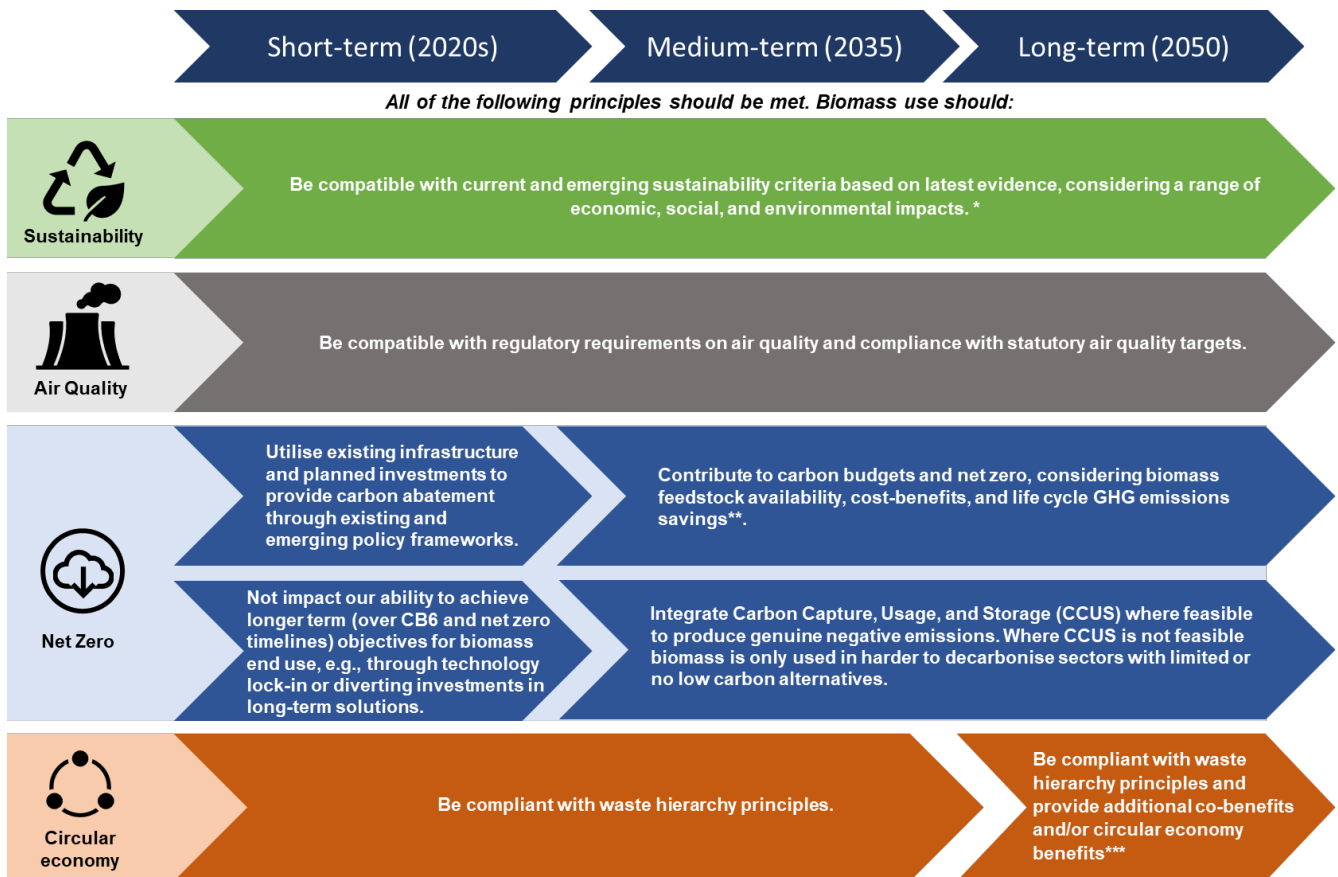 Short-term (2020s)
Medium-term (2035)
Long-term (2050)
All of the following principles should be met. Biomass use should:
Sustainability
Be compatible with current and emerging sustainability criteria based on latest evidence, considering a range of
economic, social, and environmental impacts. *
Air Quality
Be compatible with regulatory requirements on air quality and compliance with statutory air quality targets.
Net Zero
Utilise existing infrastructure
and planned investments to
provide carbon abatement
through existing and
emerging policy frameworks.
Contribute to carbon budgets and net zero, considering biomass
feedstock availability, cost-benefits, and life cycle GHG emissions
savings**.
Not impact our ability to achieve
longer term (over CB6 and net zero
timelines) objectives for biomass
end use, e.g., through technology
lock-in or diverting investments in
long-term solutions.
Integrate Carbon Capture, Usage, and Storage (CCUS) where feasible
to produce genuine negative emissions. Where CCUS is not feasible
biomass is only used in harder to decarbonise sectors with limited or
no low carbon alternatives.
Circular
economy
Be compliant with waste hierarchy principles.
Be compliant with waste
hierarchy principles and
provide additional co-benefits
and/or circular economy
benefits***